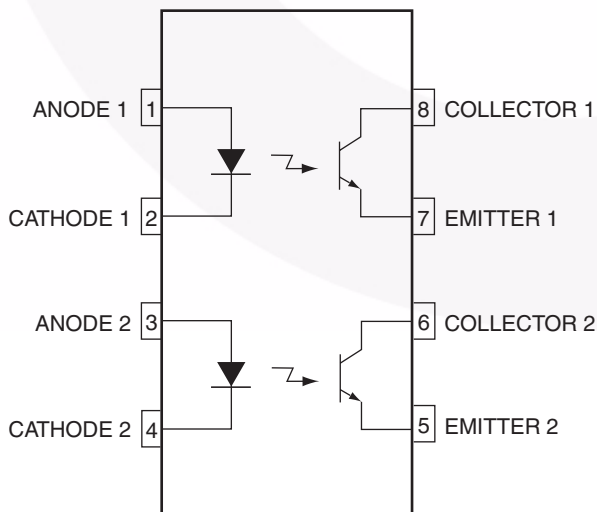 ANODE 1 1
8 COLLECTOR 1
CATHODE 1 2
7 EMITTER 1
ANODE 2 3
6 COLLECTOR 2
CATHODE 2 4
5 EMITTER 2